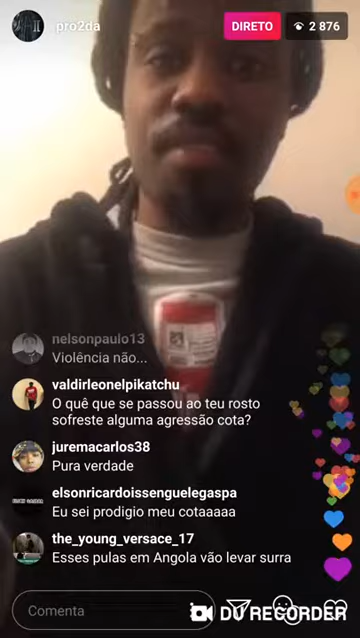 pro2da
DIRETO
2 876
nelsonpaulo13
Violência não...
valdirleonelpikatchu
O quê que se passou ao teu rosto
sofreste alguma agressão cota?
juremacarlos38
Pura verdade
elsonricardoissenguelegaspa
Eu sei prodigio meu cotaaaaa
the_young_versace_17
Esses pulas em Angola vão levar surra
Comenta
DU RECORDER